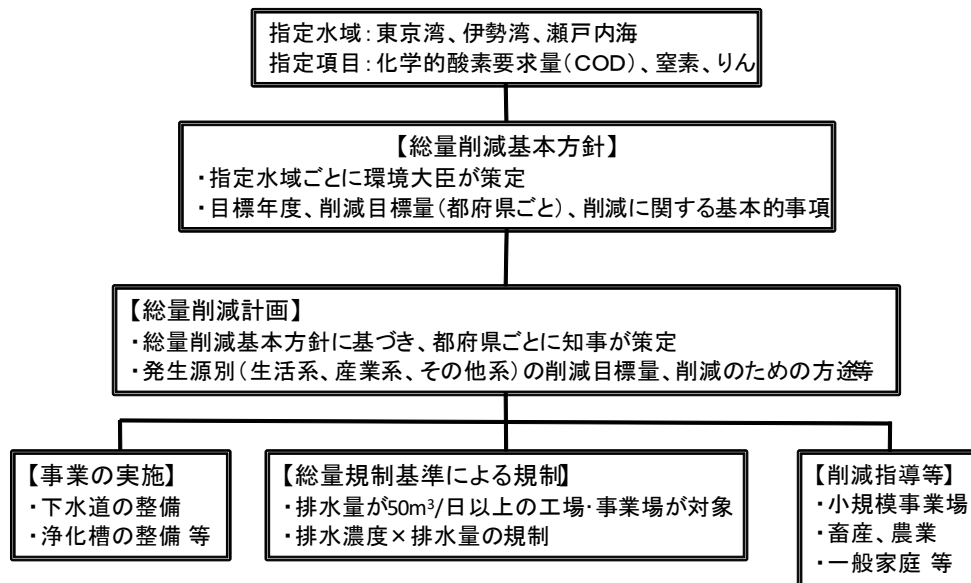 指定水域：東京湾、伊勢湾、瀬戸内海
指定項目：化学的酸素要求量（COD）、窒素、りん
【総量削減基本方針】
・指定水域ごとに環境大臣が策定
・目標年度、削減目標量（都府県ごと）、削減に関する基本的事項
【総量削減計画】
・総量削減基本方針に基づき、都府県ごとに知事が策定
・発生源別（生活系、産業系、その他系）の削減目標量、削減のための方途等
【事業の実施】
・下水道の整備
・浄化槽の整備 等
【総量規制基準による規制】
・排水量が50m³/日以上の工場・事業場が対象
・排水濃度×排水量の規制
【削減指導等】
・小規模事業場
・畜産、農業
・一般家庭 等